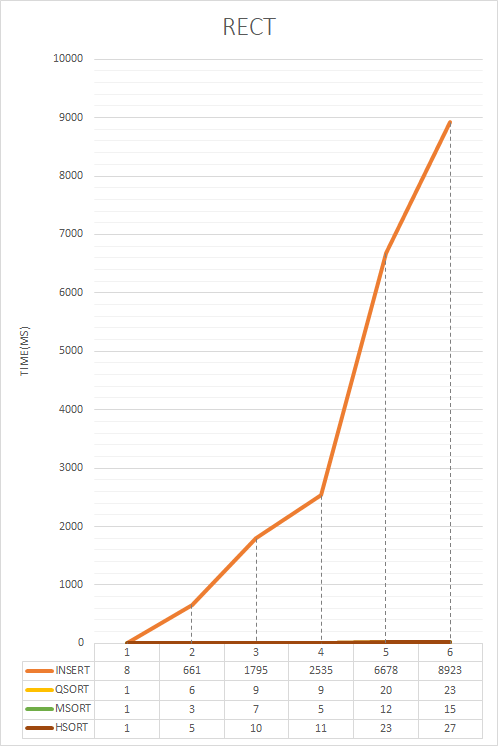 RECT
10000
9000
8000
7000
6000
5000
4000
3000
2000
1000
0
TIME(MS)
1 2 3 4 5 6
INSERT 8 661 1795 2535 6678 8923
QSORT 1 6 9 9 20 23
MSORT 1 3 7 5 12 15
HSORT 1 5 10 11 23 27